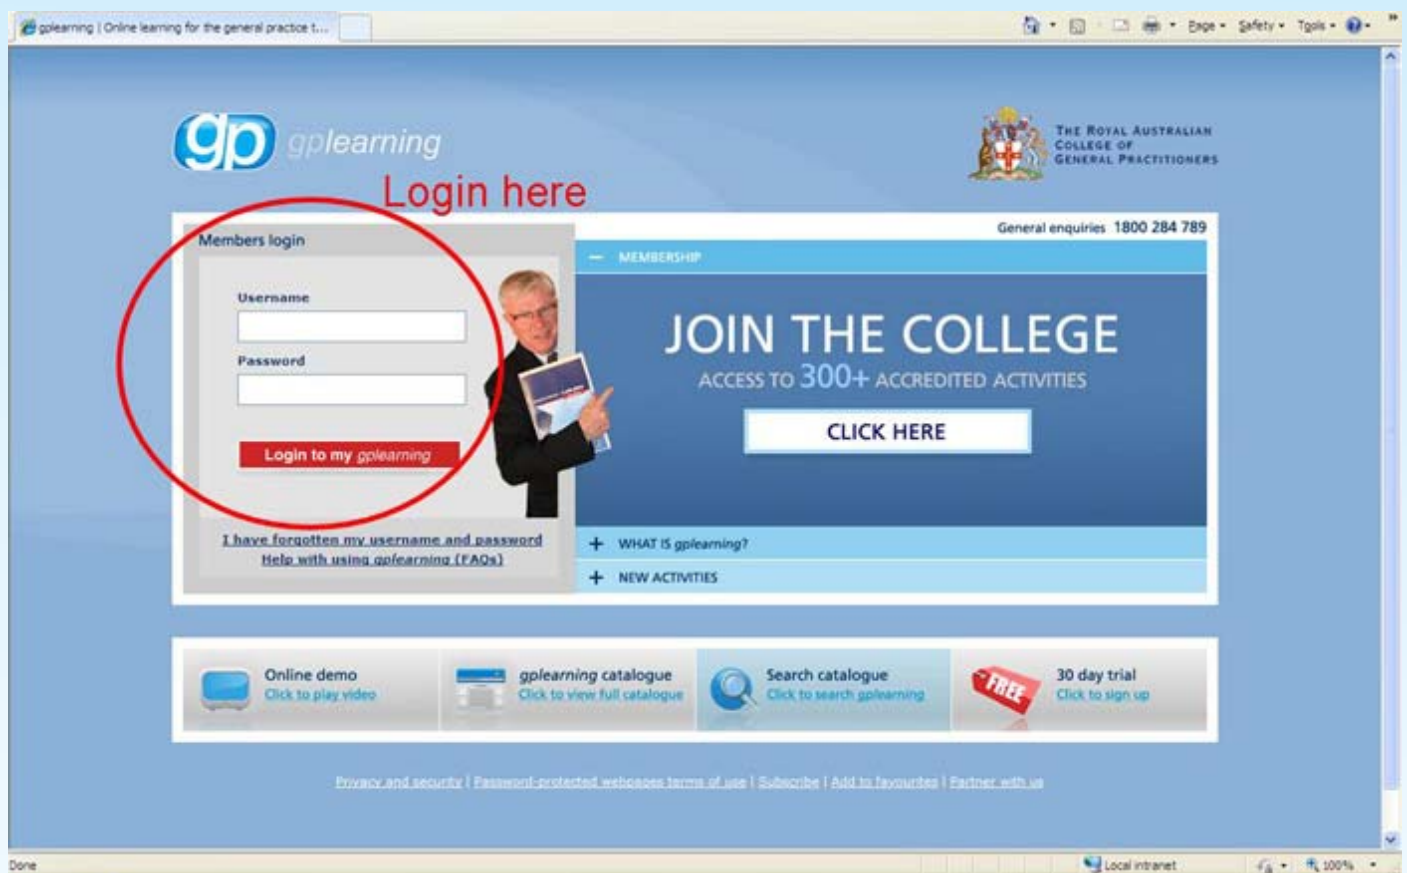 gplearning | Online learning for the general practice t...
Page
Safety
Tools
gp gplearning
THE ROYAL AUSTRALIAN
COLLEGE OF
GENERAL PRACTITIONERS
Login here
General enquiries 1800 284 789
Members login
Username
Password
Login to my gplearning
I have forgotten my username and password
Help with using gplearning (FAQs)
MEMBERSHIP
JOIN THE COLLEGE
ACCESS TO 300+ ACCREDITED ACTIVITIES
CLICK HERE
WHAT IS gplearning?
NEW ACTIVITIES
Online demo
Click to play video
gplearning catalogue
Click to view full catalogue
Search catalogue
Click to search gplearning
FREE
30 day trial
Click to sign up
Privacy and security | Password-protected webpages terms of use | Subscribe | Add to favourites | Partner with us
Done
Local intranet
100%